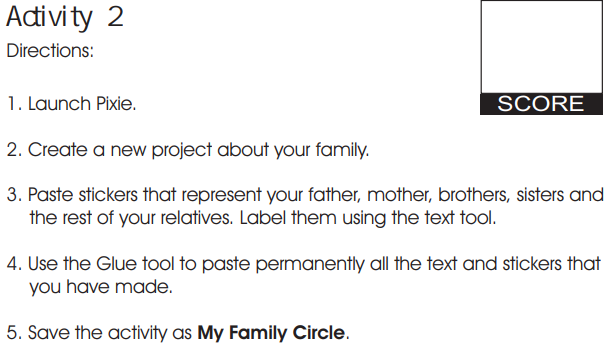 Activity 2
Directions:
SCORE
1. Launch Pixie.
2. Create a new project about your family.
3. Paste stickers that represent your father, mother, brothers, sisters and
the rest of your relatives. Label them using the text tool.
4. Use the Glue tool to paste permanently all the text and stickers that
you have made.
5. Save the activity as My Family Circle.